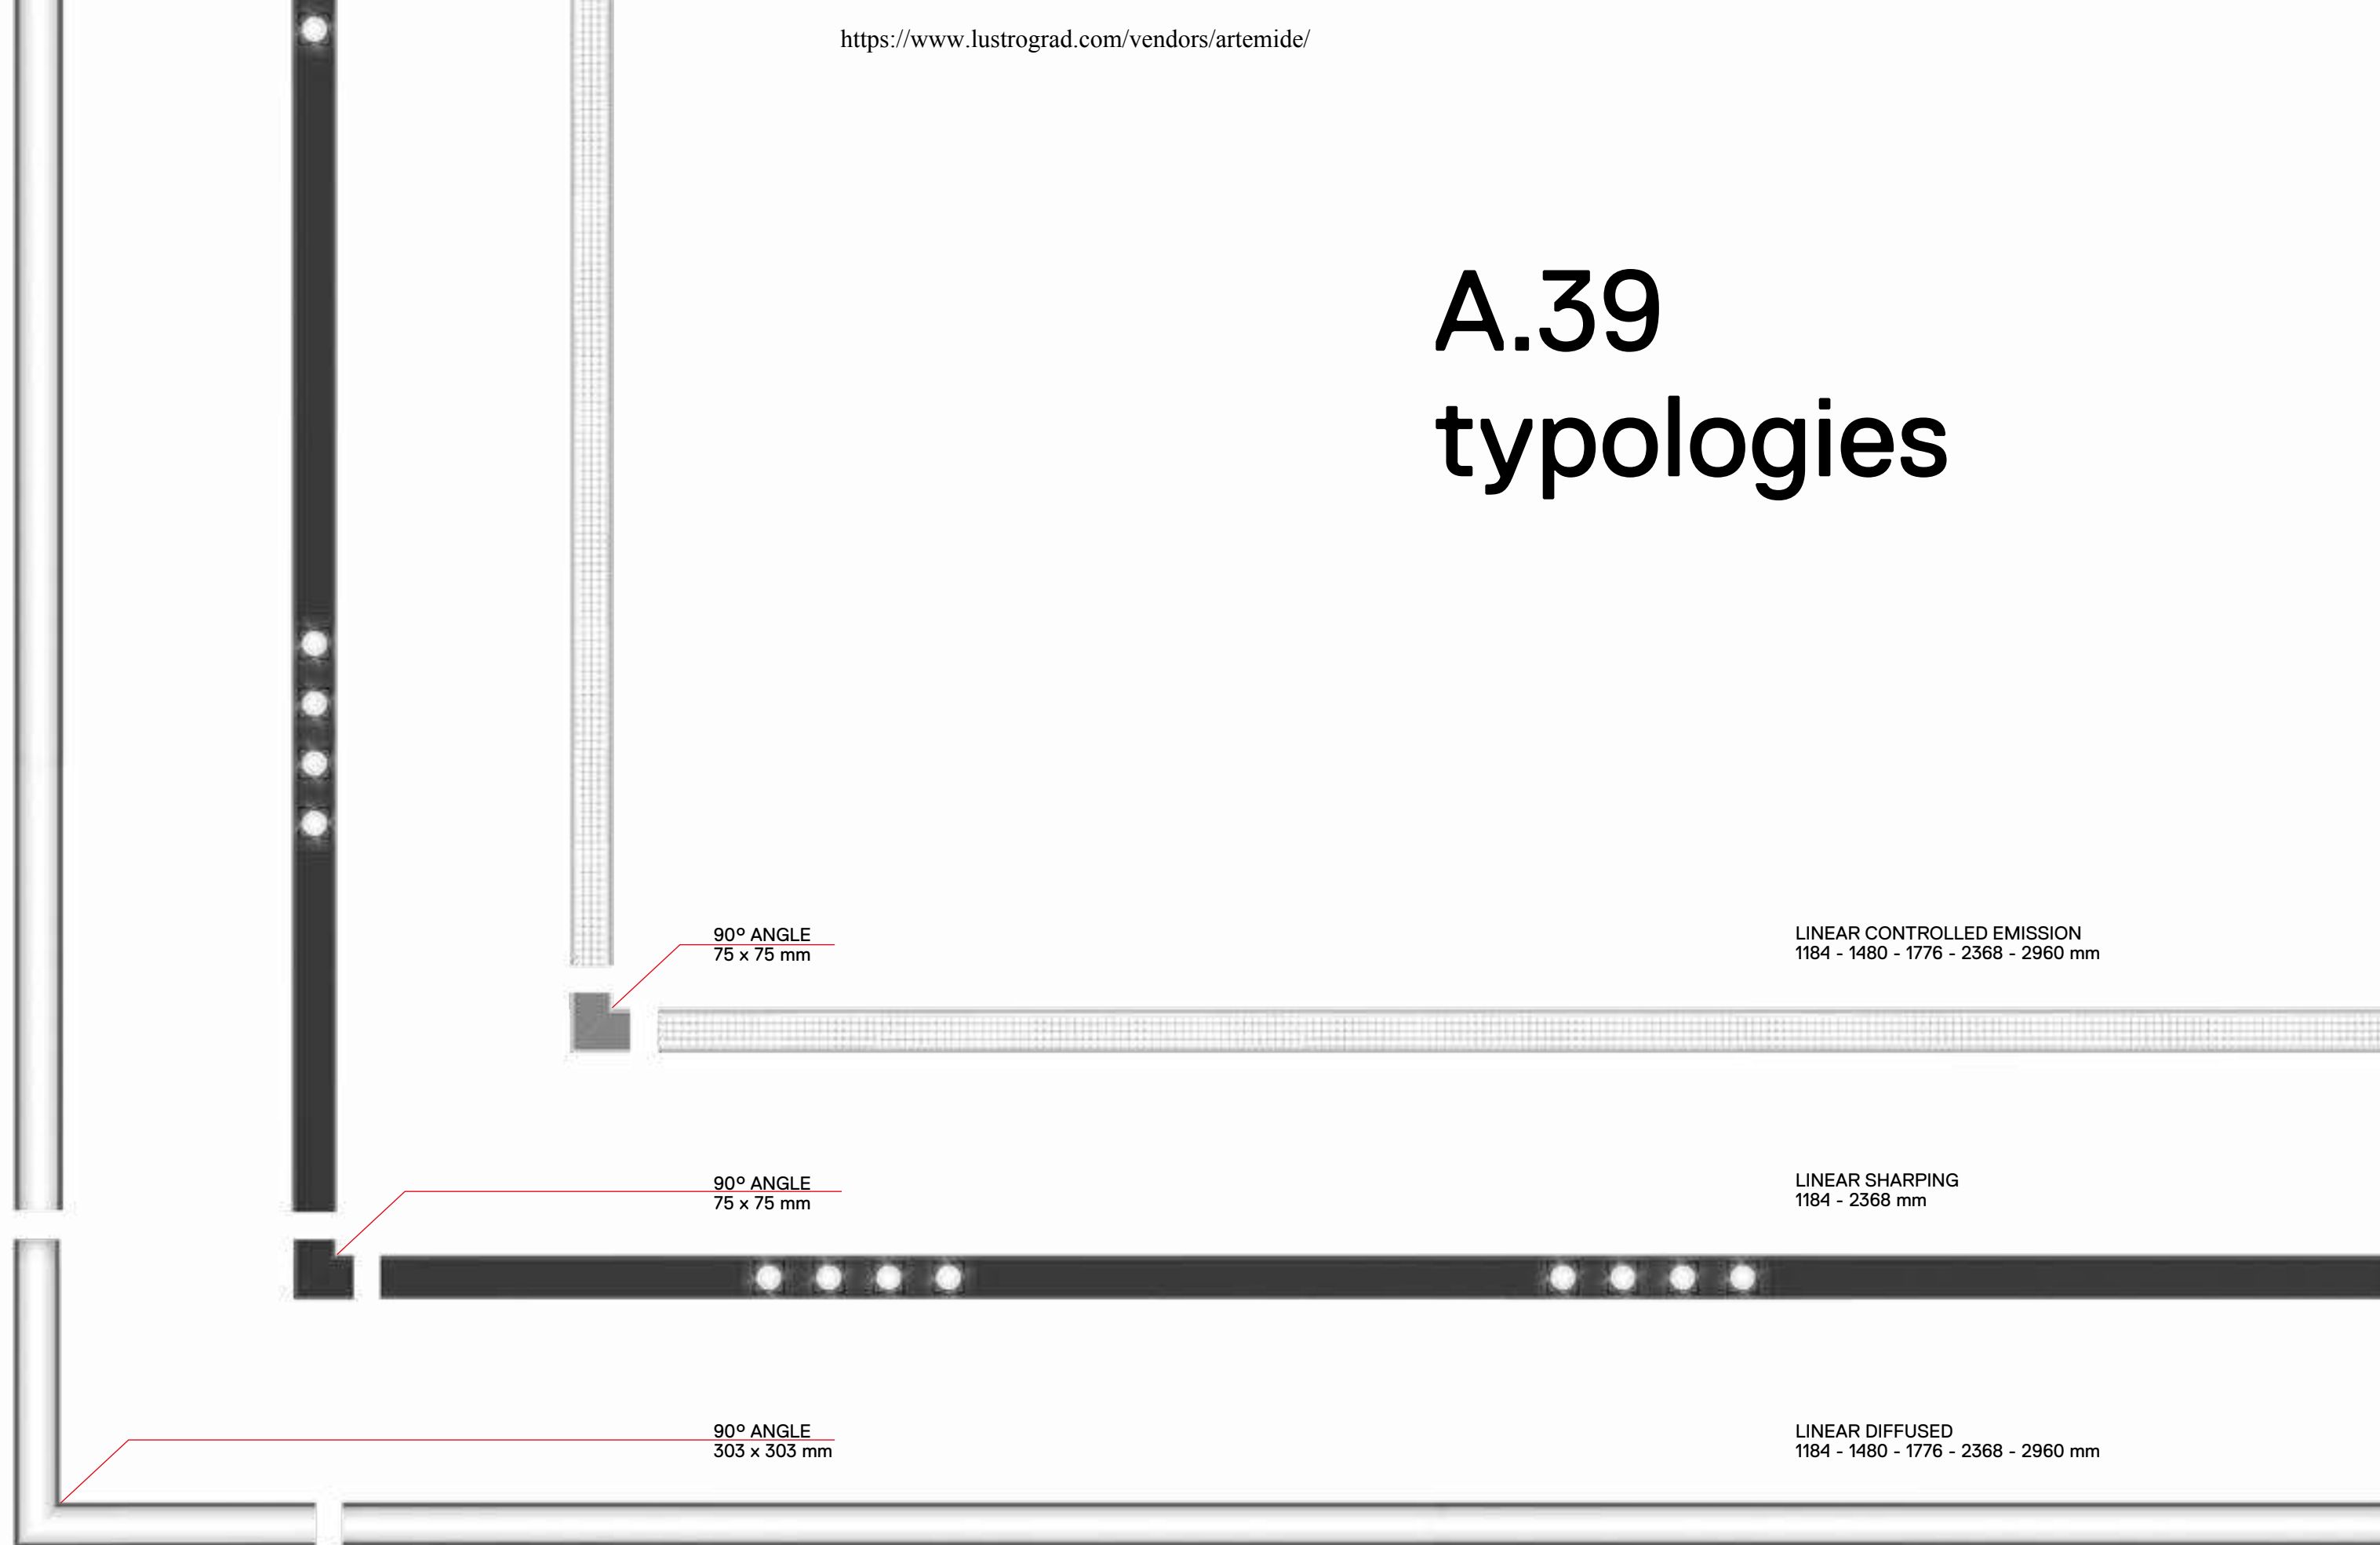 https://www.lustrograd.com/vendors/artemide/
A.39
typologies
90° ANGLE
75 x 75 mm
LINEAR CONTROLLED EMISSION
1184 - 1480 - 1776 - 2368 - 2960 mm
90° ANGLE
75 x 75 mm
LINEAR SHARPING
1184 - 2368 mm
90° ANGLE
303 x 303 mm
LINEAR DIFFUSED
1184 - 1480 - 1776 - 2368 - 2960 mm